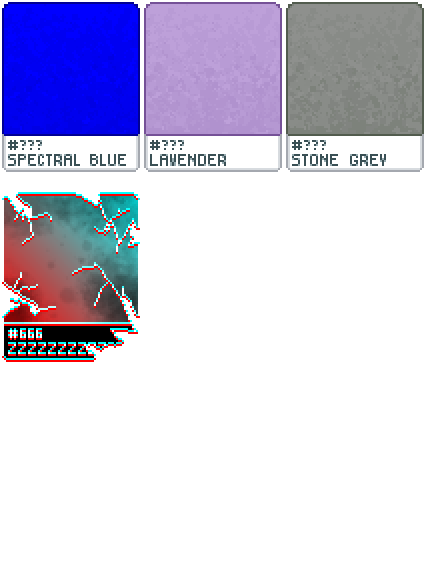 #???
SPECTRAL BLUE
#???
LAVENDER
#???
STONE GREY
#666
ZZZZZZZZ